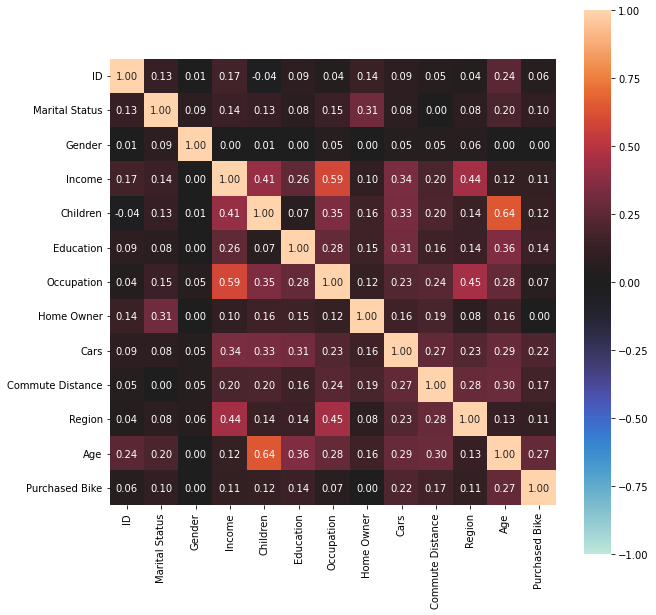 ID 1.00 0.13 0.01 0.17 -0.04 0.09 0.04 0.14 0.09 0.05 0.04 0.24 0.06
Marital Status 0.13 1.00 0.09 0.14 0.13 0.08 0.15 0.31 0.08 0.00 0.08 0.20 0.10
Gender 0.01 0.09 1.00 0.00 0.01 0.00 0.05 0.00 0.05 0.05 0.06 0.00 0.00
Income 0.17 0.14 0.00 1.00 0.41 0.26 0.59 0.10 0.34 0.20 0.44 0.12 0.11
Children -0.04 0.13 0.01 0.41 1.00 0.07 0.35 0.16 0.33 0.20 0.14 0.64 0.12
Education 0.09 0.08 0.00 0.26 0.07 1.00 0.28 0.15 0.31 0.16 0.14 0.36 0.14
Occupation 0.04 0.15 0.05 0.59 0.35 0.28 1.00 0.12 0.23 0.24 0.45 0.28 0.07
Home Owner 0.14 0.31 0.00 0.10 0.16 0.15 0.12 1.00 0.16 0.19 0.08 0.16 0.00
Cars 0.09 0.08 0.05 0.34 0.33 0.31 0.23 0.16 1.00 0.27 0.23 0.29 0.22
Commute Distance 0.05 0.00 0.05 0.20 0.20 0.16 0.24 0.19 0.27 1.00 0.28 0.30 0.17
Region 0.04 0.08 0.06 0.44 0.14 0.14 0.45 0.08 0.23 0.28 1.00 0.13 0.11
Age 0.24 0.20 0.00 0.12 0.64 0.36 0.28 0.16 0.29 0.30 0.13 1.00 0.27
Purchased Bike 0.06 0.10 0.00 0.11 0.12 0.14 0.07 0.00 0.22 0.17 0.11 0.27 1.00
ID
Marital Status
Gender
Income
Children
Education
Occupation
Home Owner
Cars
Commute Distance
Region
Age
Purchased Bike
1.00
0.75
0.50
0.25
0.00
−0.25
−0.50
−0.75
−1.00